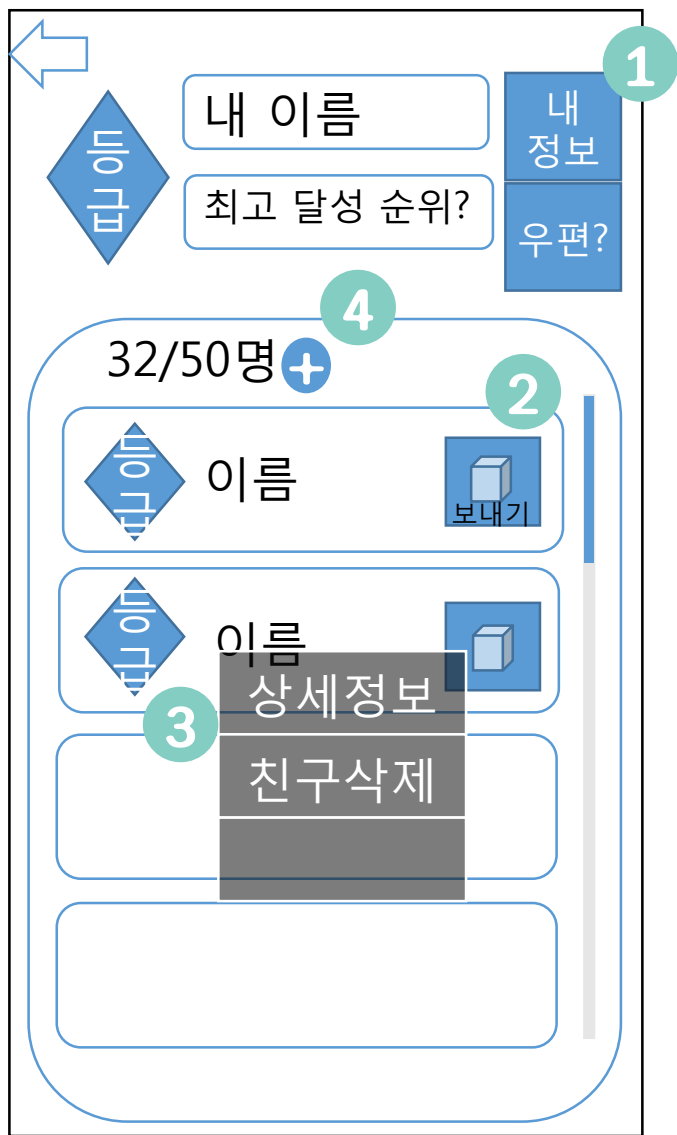 1
내 이름
내
정보
등
급
최고 달성 순위?
우편?
4
32/50명
+
2
등
급
이름
보내기
등
급
이름
3
상세정보
친구삭제